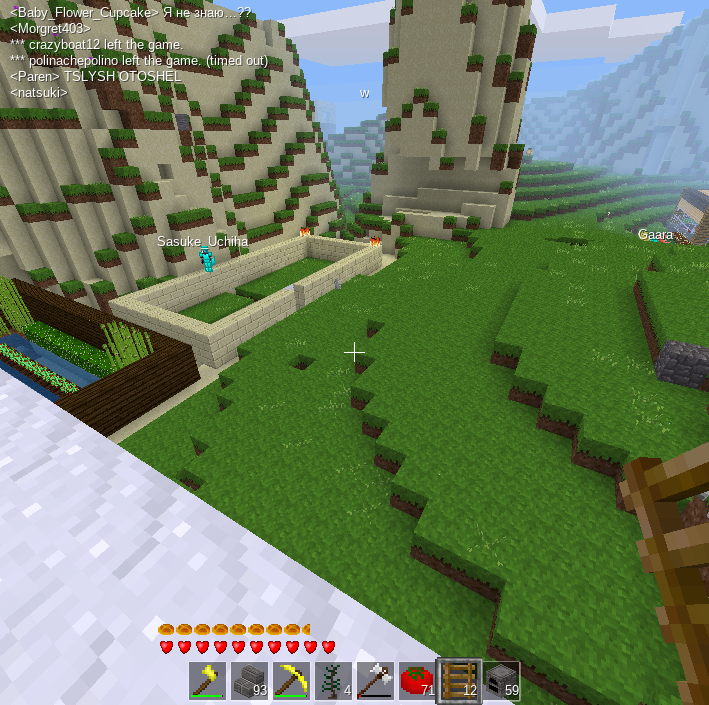 <Baby_Flower_Cupcake> Я не знаю...??
<Morgret403>
*** crazyboat12 left the game.
*** polinachepolino left the game. (timed out)
<Paren> TSLYSH OTOSHEL
<natsuki>
w
Sasuke_Uchiha
Gaara
93
4
71
12
59